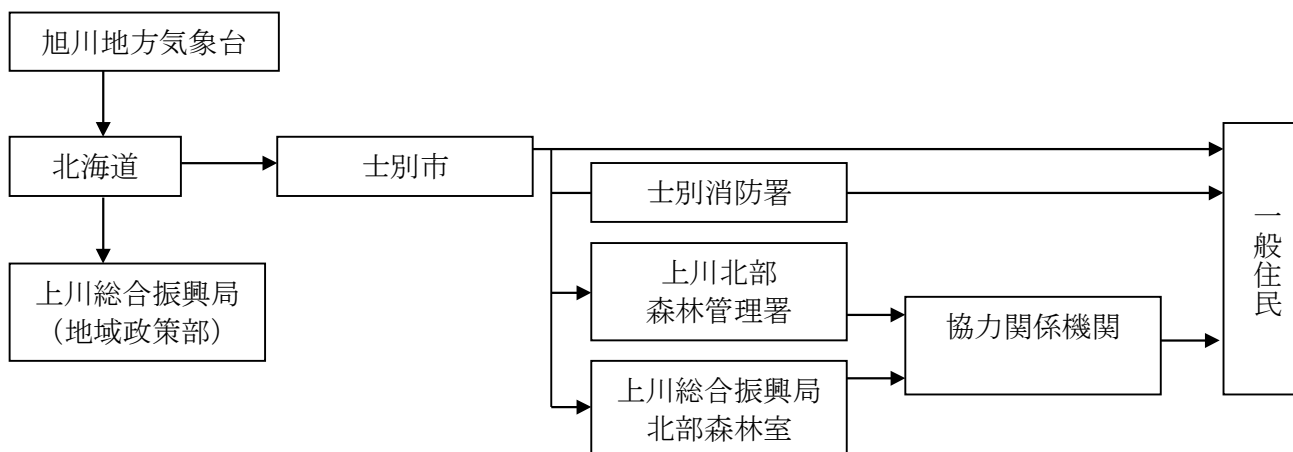 旭川地方気象台
北海道
士別市
士別消防署
上川総合振興局
（地域政策部）
上川北部
森林管理署
上川総合振興局
北部森林室
協力関係機関
一般住民